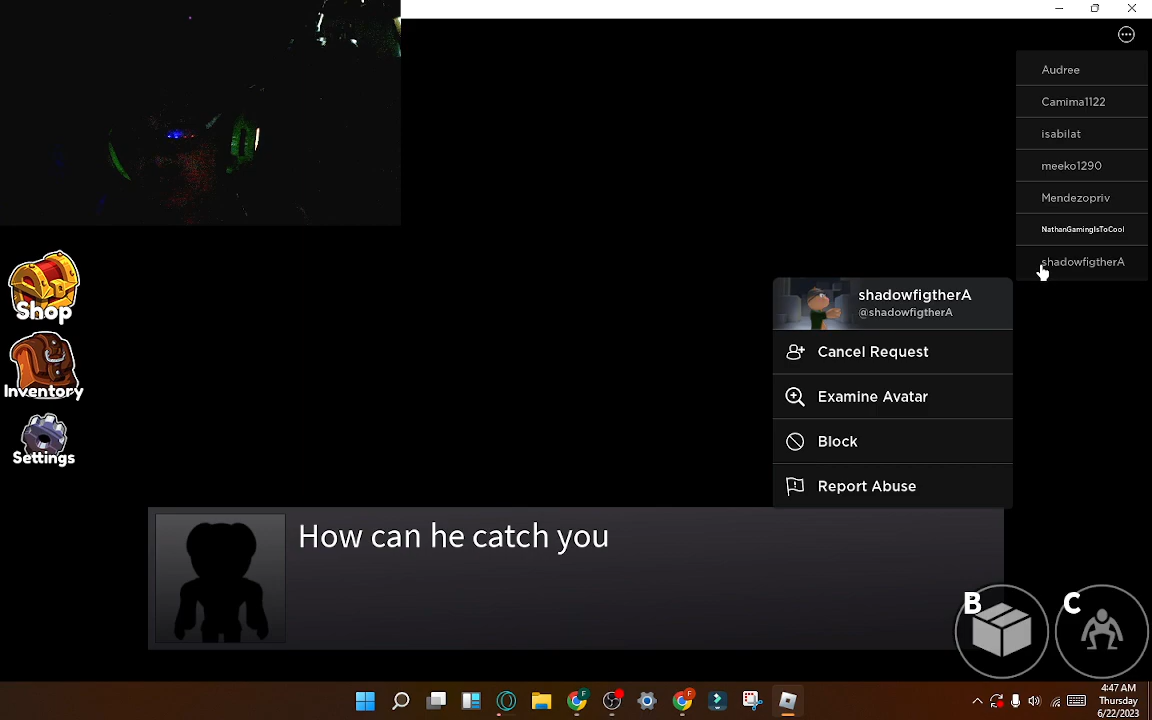 Audree
Camima1122
isabilat
meeko1290
Mendezopriv
NathanGamingIsToCool
shadowfigtherA
Shop
Inventory
Settings
shadowfigtherA
@shadowfigtherA
Cancel Request
Examine Avatar
Block
Report Abuse
How can he catch you
B
C
4:47 AM
Thursday
6/22/2023